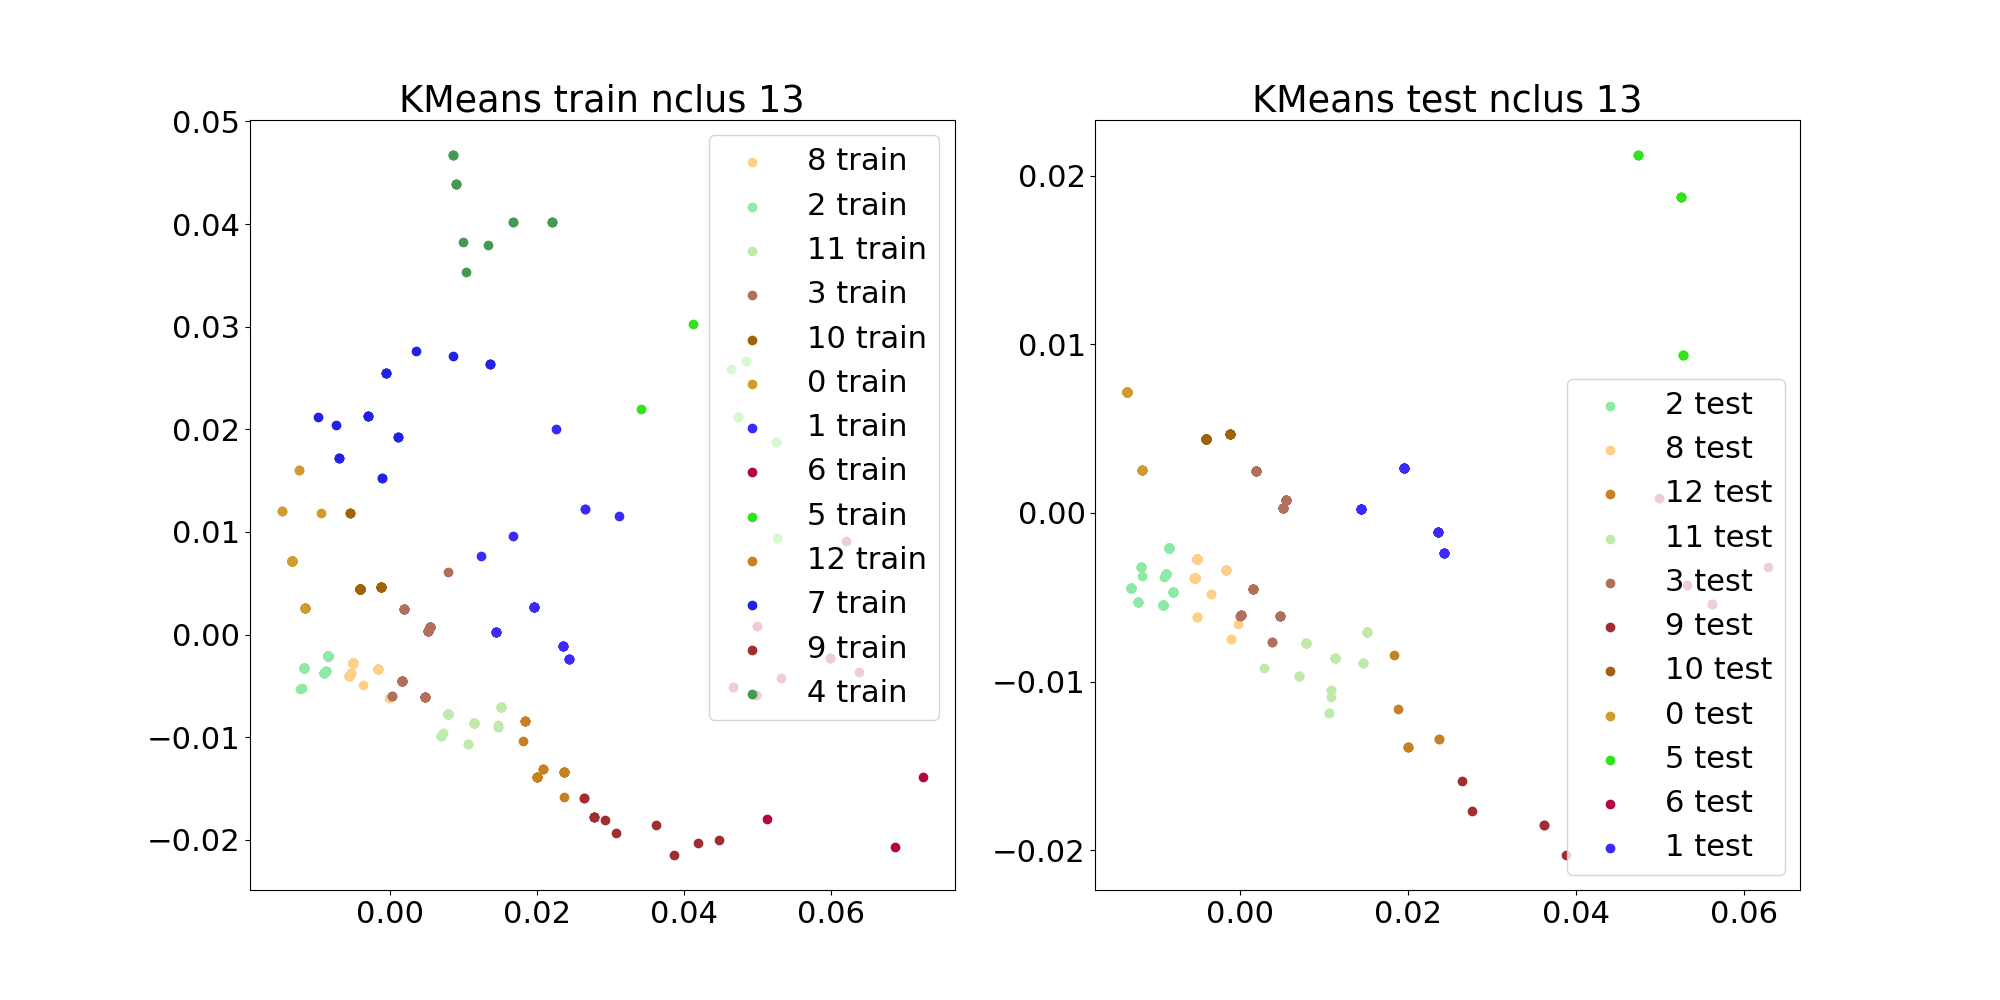 KMeans train nclus 13
0.05
0.04
0.03
0.02
0.01
0.00
−0.01
−0.02
0.00 0.02 0.04 0.06
8 train
2 train
11 train
3 train
10 train
0 train
1 train
6 train
5 train
12 train
7 train
9 train
4 train
KMeans test nclus 13
0.02
0.01
0.00
−0.01
−0.02
0.00 0.02 0.04 0.06
2 test
8 test
12 test
11 test
3 test
9 test
10 test
0 test
5 test
6 test
1 test